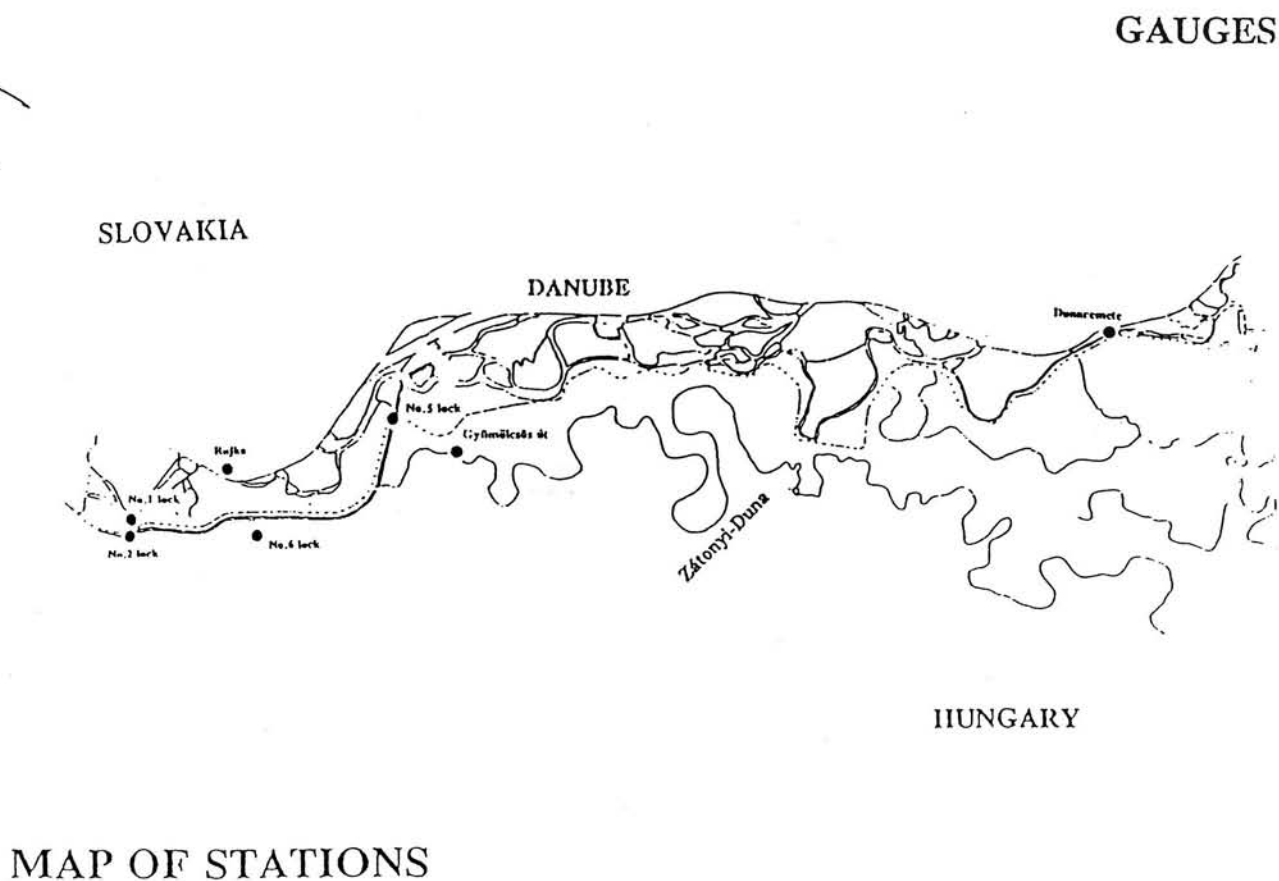 GAUGES
SLOVAKIA
DANUBE
Dunaremete
No.5 lock
Gyümölcsös út
Rajka
No.1 lock
No.2 lock
No.6 lock
Zátonyi-Duna
HUNGARY
MAP OF STATIONS